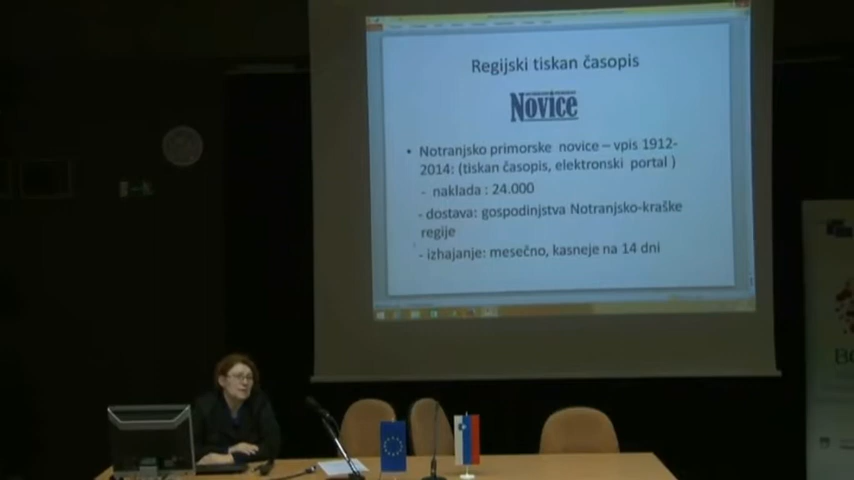 Regijski tiskan časopis
Novice
• Notranjsko primorske novice – vpis 1912-
2014: (tiskan časopis, elektronski portal )
- naklada : 24.000
- dostava: gospodinjstva Notranjsko-kraške
regije
- izhajanje: mesečno, kasneje na 14 dni